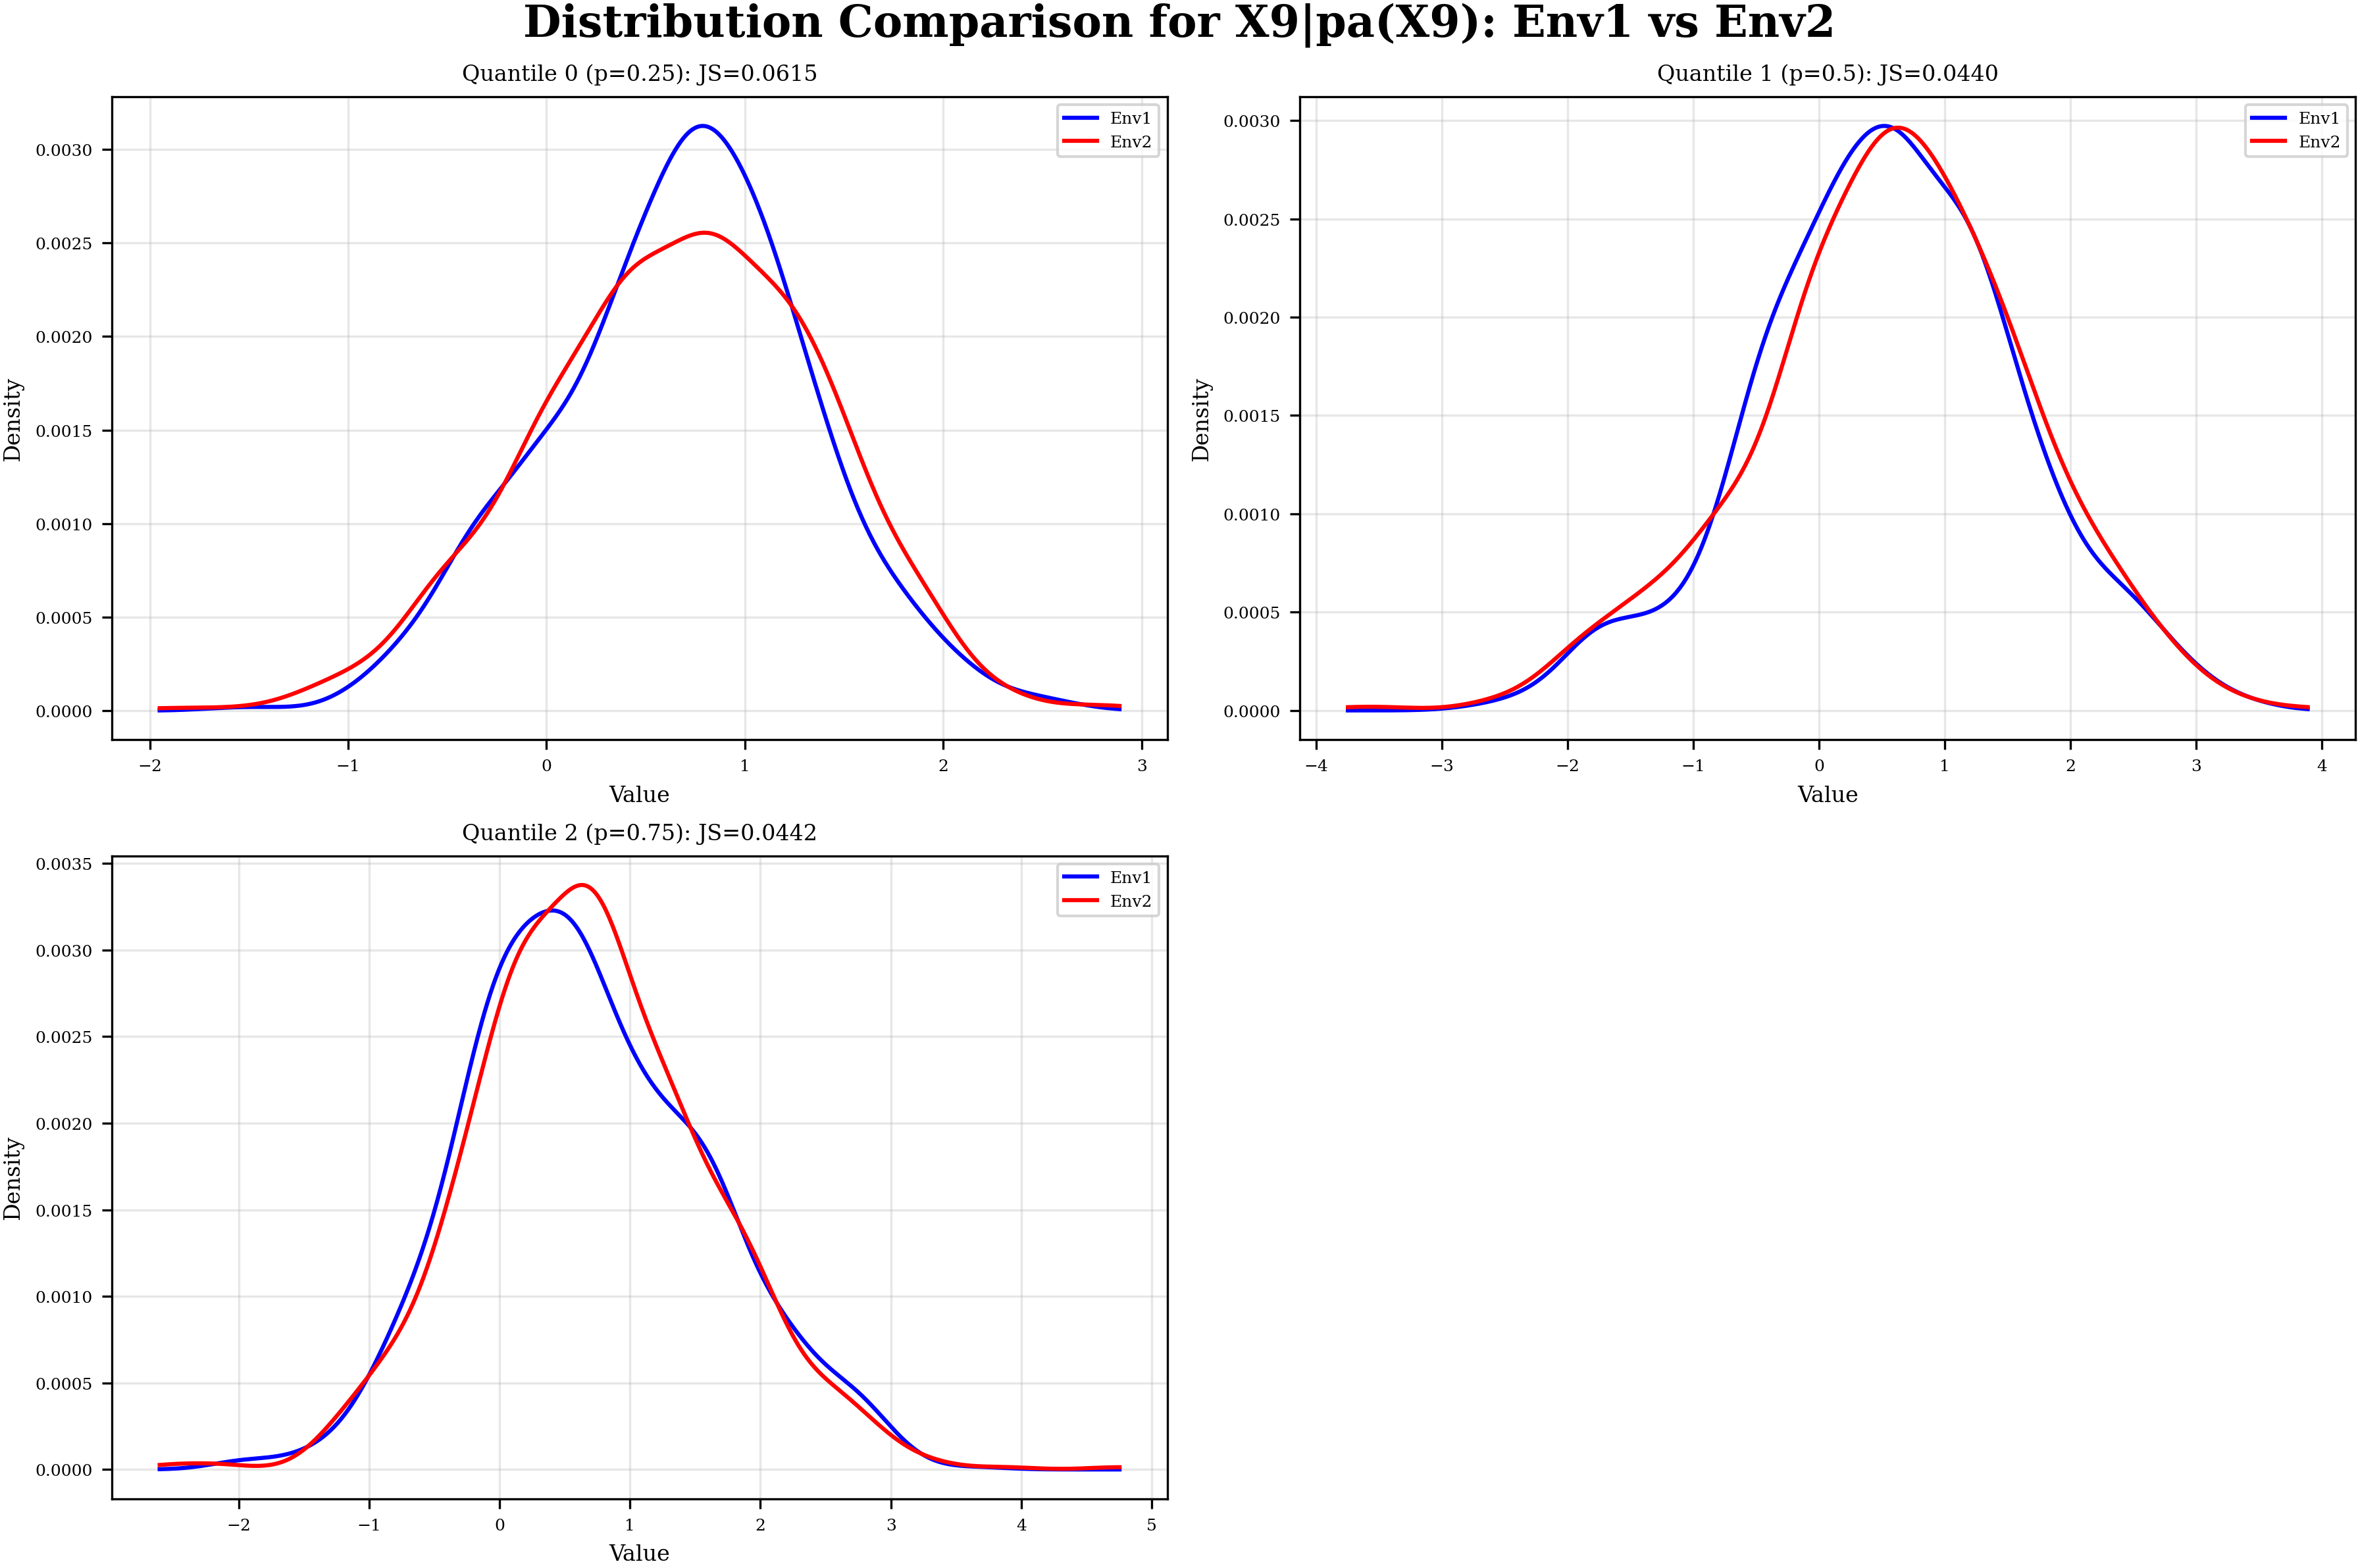 Distribution Comparison for X9|pa(X9): Env1 vs Env2
Quantile 0 (p=0.25): JS=0.0615
Env1
Env2
0.0030
0.0025
0.0020
0.0015
0.0010
0.0005
0.0000
Density
−2
−1
0
1
2
3
Value
Quantile 1 (p=0.5): JS=0.0440
Env1
Env2
0.0030
0.0025
0.0020
0.0015
0.0010
0.0005
0.0000
Density
−4
−3
−2
−1
0
1
2
3
4
Value
Quantile 2 (p=0.75): JS=0.0442
Env1
Env2
0.0035
0.0030
0.0025
0.0020
0.0015
0.0010
0.0005
0.0000
Density
−2
−1
0
1
2
3
4
5
Value